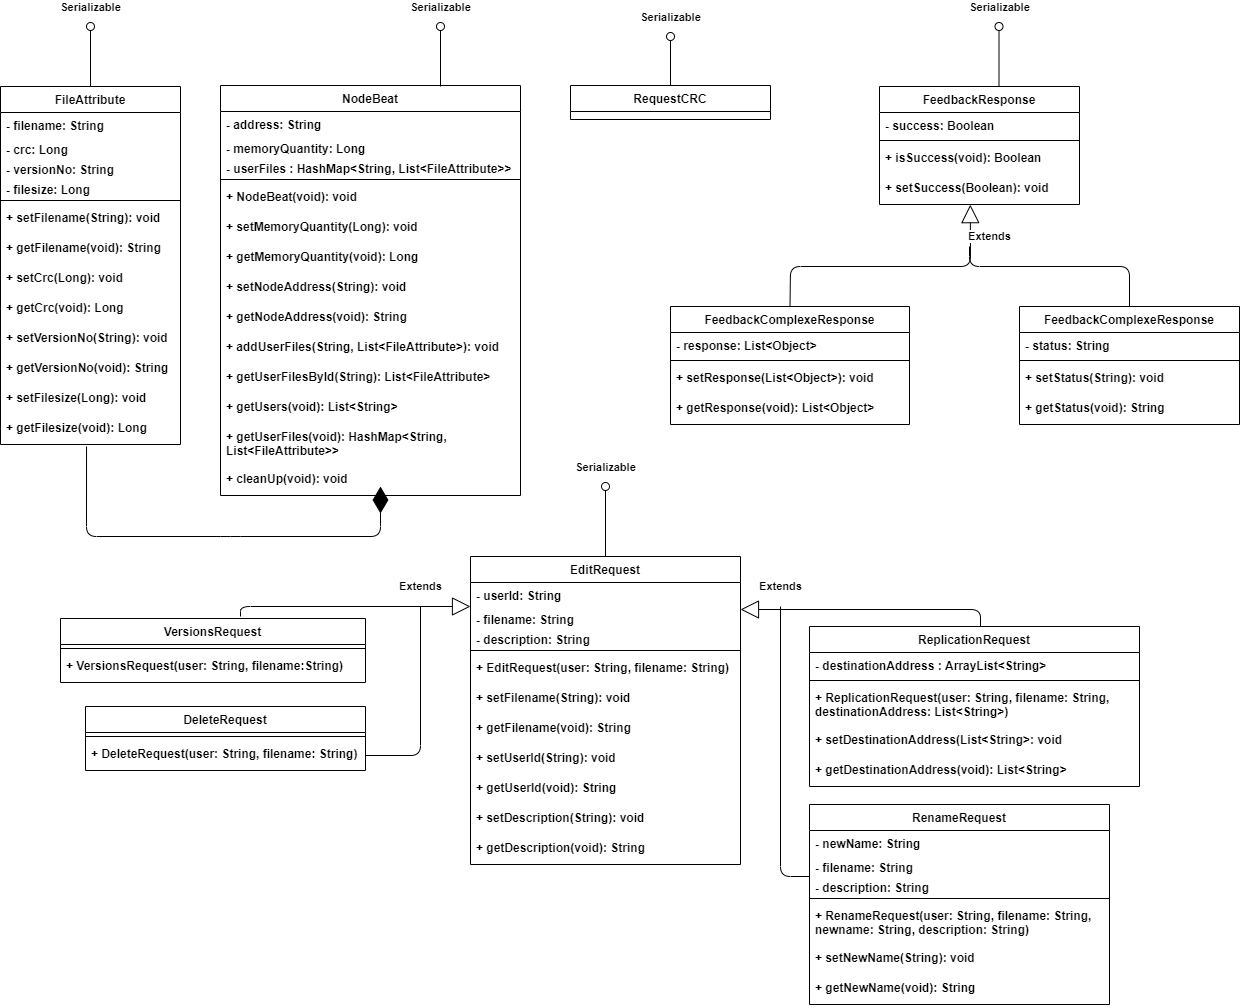 Serializable
FileAttribute
- filename: String
- crc: Long
- versionNo: String
- filesize: Long
+ setFilename(String): void
+ getFilename(void): String
+ setCrc(Long): void
+ getCrc(void): Long
+ setVersionNo(String): void
+ getVersionNo(void): String
+ setFilesize(Long): void
+ getFilesize(void): Long
Serializable
NodeBeat
- address: String
- memoryQuantity: Long
- userFiles : HashMap<String, List<FileAttribute>>
+ NodeBeat(void): void
+ setMemoryQuantity(Long): void
+ getMemoryQuantity(void): Long
+ setNodeAddress(String): void
+ getNodeAddress(void): String
+ addUserFiles(String, List<FileAttribute>): void
+ getUserFilesById(String): List<FileAttribute>
+ getUsers(void): List<String>
+ getUserFiles(void): HashMap<String,
List<FileAttribute>>
+ cleanUp(void): void
Serializable
RequestCRC
Serializable
FeedbackResponse
- success: Boolean
+ isSuccess(void): Boolean
+ setSuccess(Boolean): void
Extends
FeedbackComplexeResponse
- response: List<Object>
+ setResponse(List<Object>): void
+ getResponse(void): List<Object>
FeedbackComplexeResponse
- status: String
+ setStatus(String): void
+ getStatus(void): String
Serializable
EditRequest
- userId: String
- filename: String
- description: String
+ EditRequest(user: String, filename: String)
+ setFilename(String): void
+ getFilename(void): String
+ setUserId(String): void
+ getUserId(void): String
+ setDescription(String): void
+ getDescription(void): String
Extends
VersionsRequest
+ VersionsRequest(user: String, filename:String)
DeleteRequest
+ DeleteRequest(user: String, filename: String)
Extends
ReplicationRequest
- destinationAddress : ArrayList<String>
+ ReplicationRequest(user: String, filename: String,
destinationAddress: List<String>)
+ setDestinationAddress(List<String>: void
+ getDestinationAddress(void): List<String>
RenameRequest
- newName: String
- filename: String
- description: String
+ RenameRequest(user: String, filename: String,
newname: String, description: String)
+ setNewName(String): void
+ getNewName(void): String